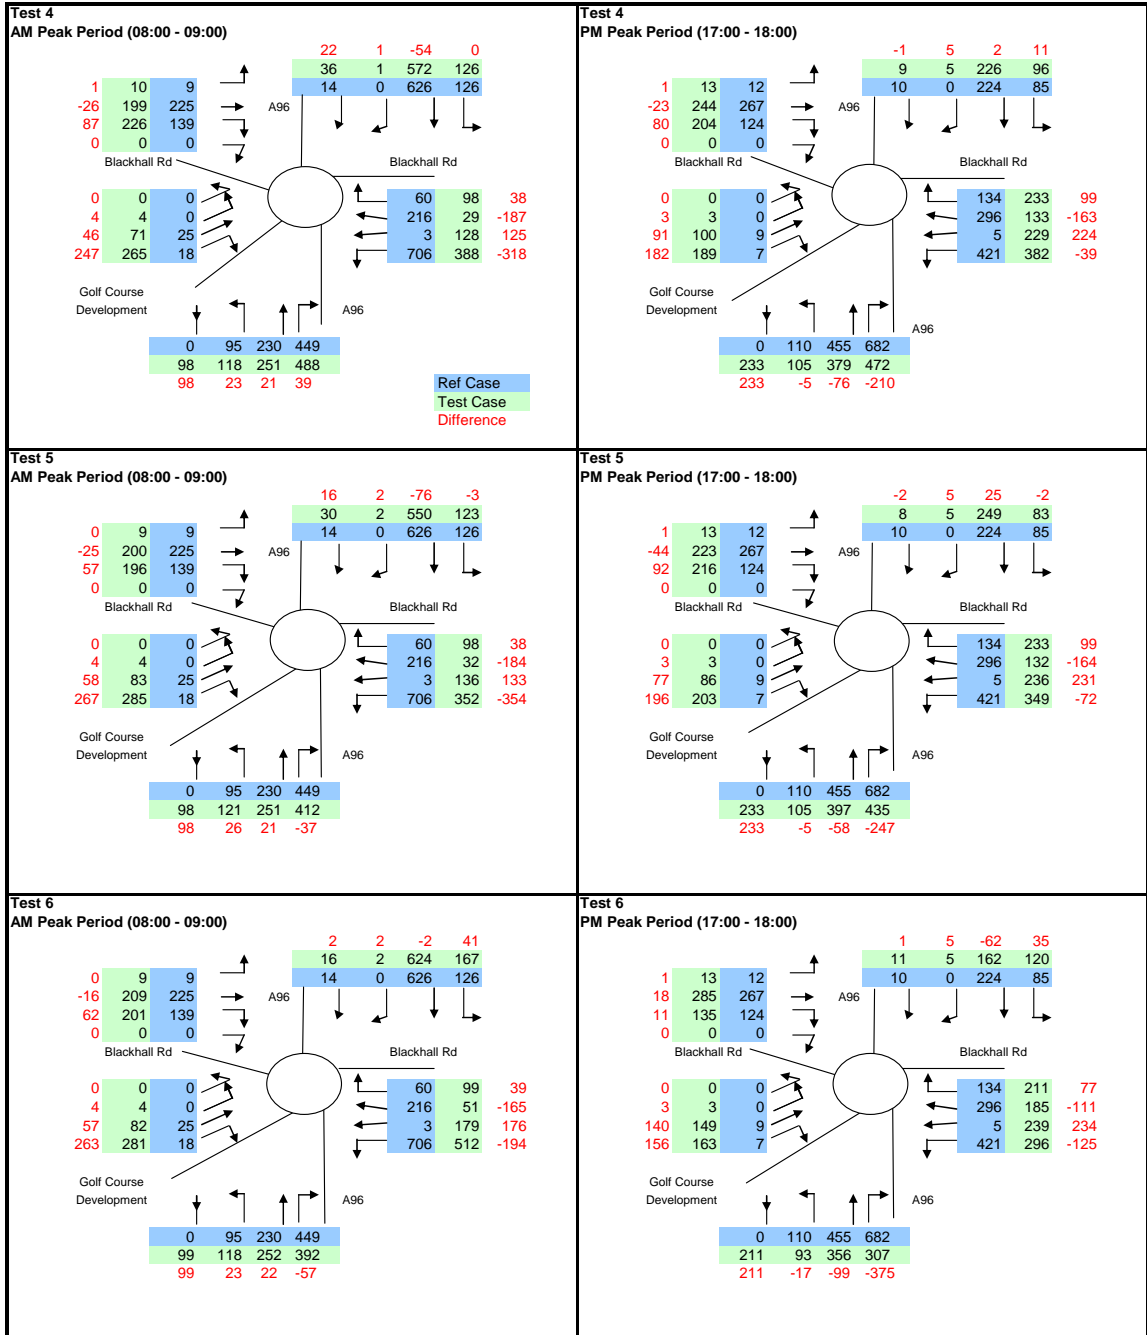 Test 4
AM Peak Period (08:00 - 09:00)
22 1 -54 0
36 1 572 126
14 0 626 126
1 10 9
-26 199 225
87 226 139
0 0 0
A96
Blackhall Rd
Blackhall Rd
0 0 0
4 4 0
46 71 25
247 265 18
60 98 38
216 29 -187
3 128 125
706 388 -318
Golf Course
Development
A96
0 95 230 449
98 118 251 488
98 23 21 39
Ref Case
Test Case
Difference
Test 4
PM Peak Period (17:00 - 18:00)
-1 5 2 11
9 5 226 96
10 0 224 85
1 13 12
-23 244 267
80 204 124
0 0 0
A96
Blackhall Rd
Blackhall Rd
0 0 0
3 3 0
91 100 9
182 189 7
134 233 99
296 133 -163
5 229 224
421 382 -39
Golf Course
Development
A96
0 110 455 682
233 105 379 472
233 -5 -76 -210
Test 5
AM Peak Period (08:00 - 09:00)
16 2 -76 -3
30 2 550 123
14 0 626 126
0 9 9
-25 200 225
57 196 139
0 0 0
A96
Blackhall Rd
Blackhall Rd
0 0 0
4 4 0
58 83 25
267 285 18
60 98 38
216 32 -184
3 136 133
706 352 -354
Golf Course
Development
A96
0 95 230 449
98 121 251 412
98 26 21 -37
Test 5
PM Peak Period (17:00 - 18:00)
-2 5 25 -2
8 5 249 83
10 0 224 85
1 13 12
-44 223 267
92 216 124
0 0 0
A96
Blackhall Rd
Blackhall Rd
0 0 0
3 3 0
77 86 9
196 203 7
134 233 99
296 132 -164
5 236 231
421 349 -72
Golf Course
Development
A96
0 110 455 682
233 105 397 435
233 -5 -58 -247
Test 6
AM Peak Period (08:00 - 09:00)
2 2 -2 41
16 2 624 167
14 0 626 126
0 9 9
-16 209 225
62 201 139
0 0 0
A96
Blackhall Rd
Blackhall Rd
0 0 0
4 4 0
57 82 25
263 281 18
60 99 39
216 51 -165
3 179 176
706 512 -194
Golf Course
Development
A96
0 95 230 449
99 118 252 392
99 23 22 -57
Test 6
PM Peak Period (17:00 - 18:00)
1 5 -62 35
11 5 162 120
10 0 224 85
1 13 12
18 285 267
11 135 124
0 0 0
A96
Blackhall Rd
Blackhall Rd
0 0 0
3 3 0
140 149 9
156 163 7
134 211 77
296 185 -111
5 239 234
421 296 -125
Golf Course
Development
A96
0 110 455 682
211 93 356 307
211 -17 -99 -375